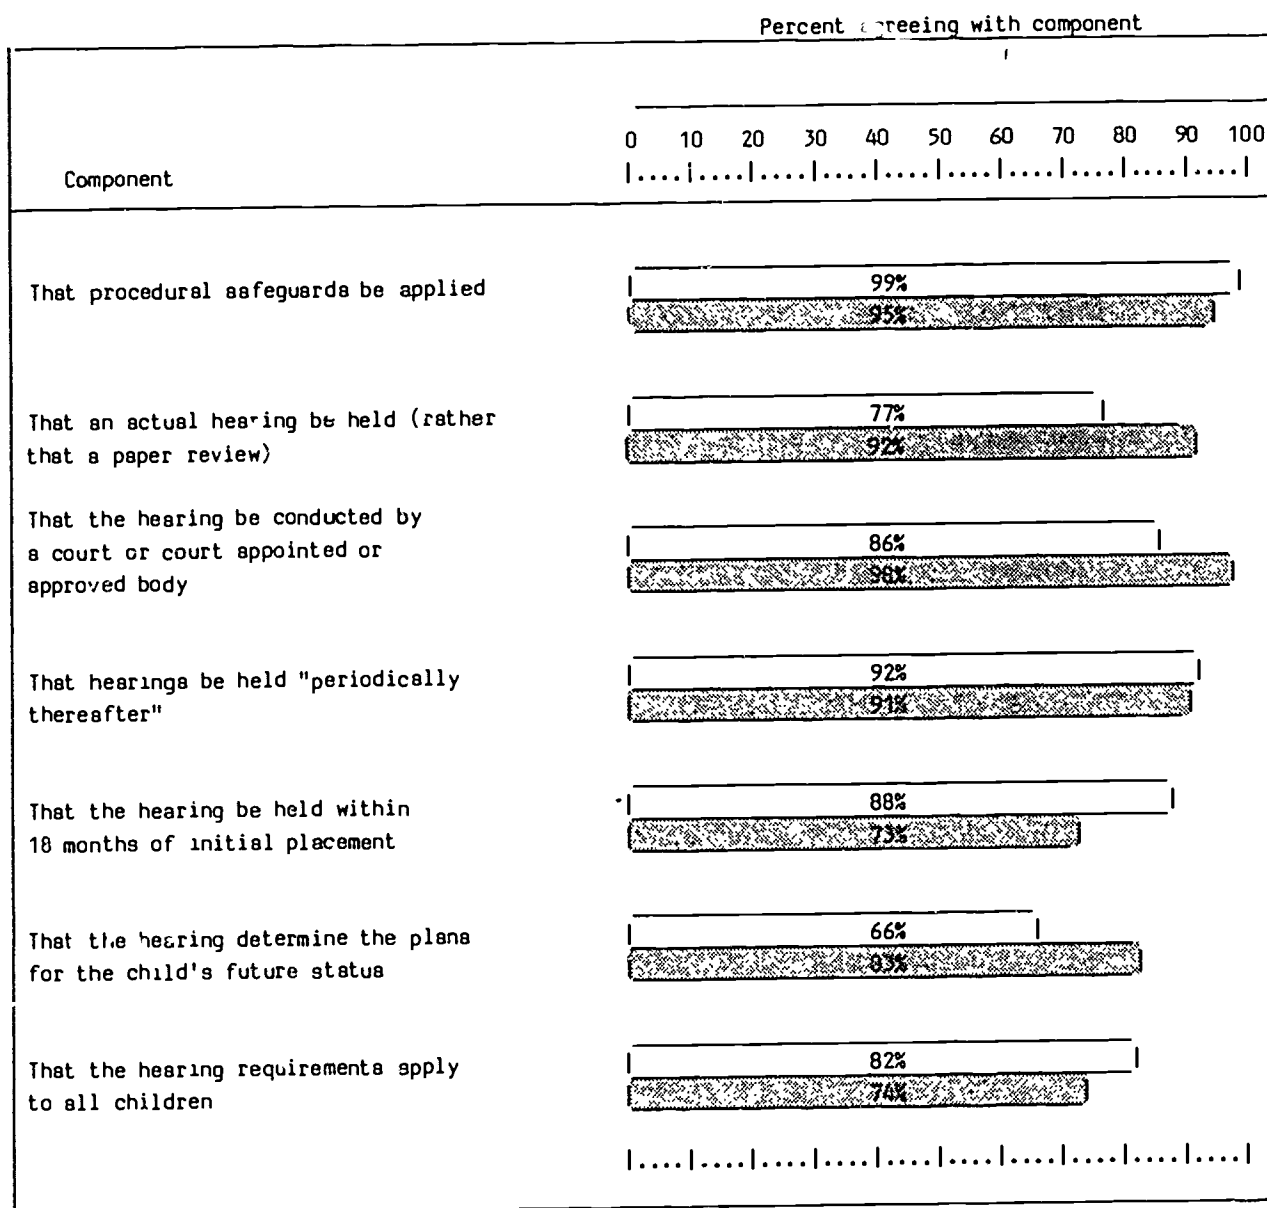 Percent agreeing with component
0 10 20 30 40 50 60 70 80 90 100
Component
|....|....|....|....|....|....|....|....|....|....|
That procedural safeguards be applied
99%
95%
That an actual hearing be held (rather
that a paper review)
77%
92%
That the hearing be conducted by
a court or court appointed or
approved body
86%
98%
That hearings be held "periodically
thereafter"
92%
91%
That the hearing be held within
18 months of initial placement
88%
73%
That the hearing determine the plans
for the child's future status
66%
83%
That the hearing requirements apply
to all children
82%
74%
|....|....|....|....|....|....|....|....|....|....|